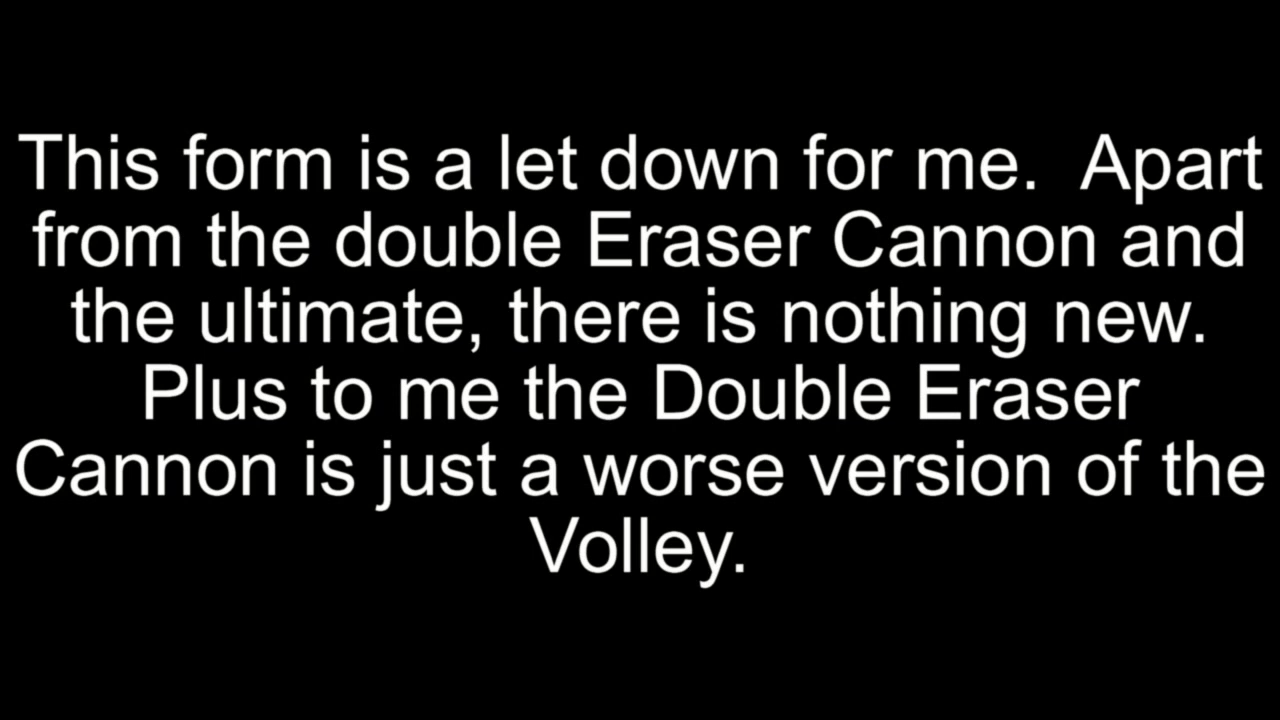 This form is a let down for me.  Apart
from the double Eraser Cannon and
the ultimate, there is nothing new.
Plus to me the Double Eraser
Cannon is just a worse version of the
Volley.